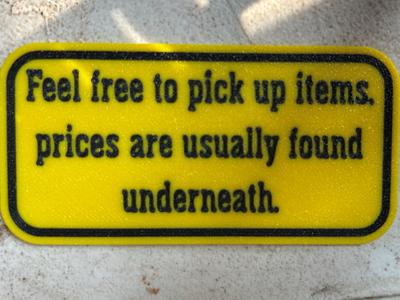 Feel free to pick up items,
prices are usually found
underneath.